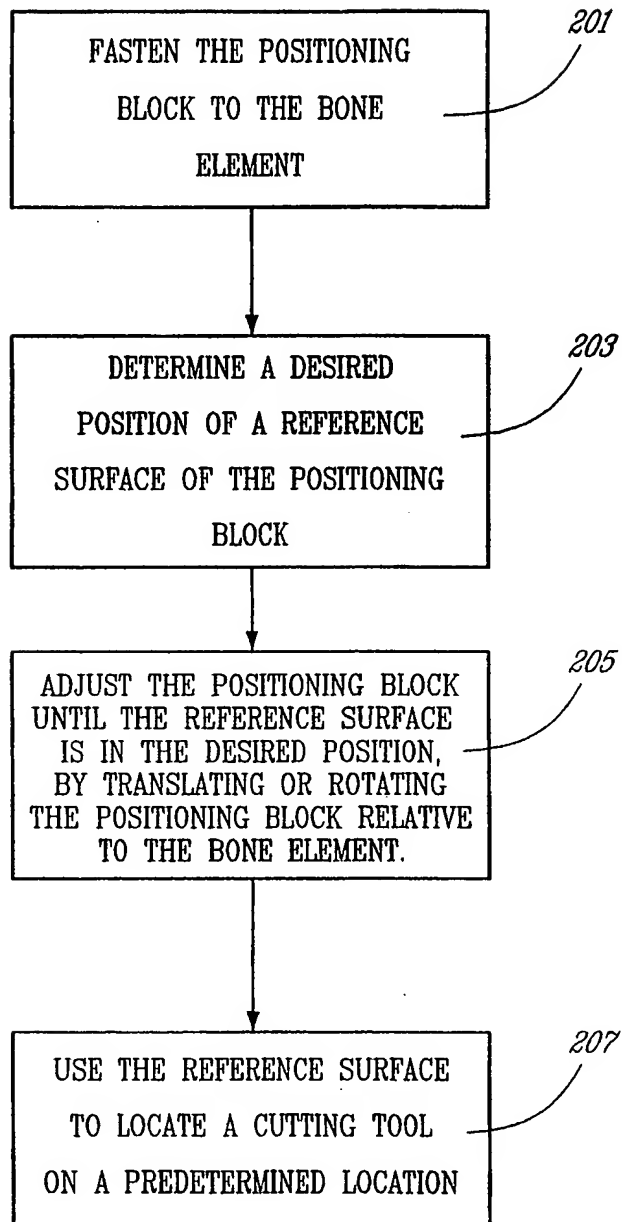 201
FASTEN THE POSITIONING
BLOCK TO THE BONE
ELEMENT
203
DETERMINE A DESIRED
POSITION OF A REFERENCE
SURFACE OF THE POSITIONING
BLOCK
205
ADJUST THE POSITIONING BLOCK
UNTIL THE REFERENCE SURFACE
IS IN THE DESIRED POSITION,
BY TRANSLATING OR ROTATING
THE POSITIONING BLOCK RELATIVE
TO THE BONE ELEMENT.
207
USE THE REFERENCE SURFACE
TO LOCATE A CUTTING TOOL
ON A PREDETERMINED LOCATION